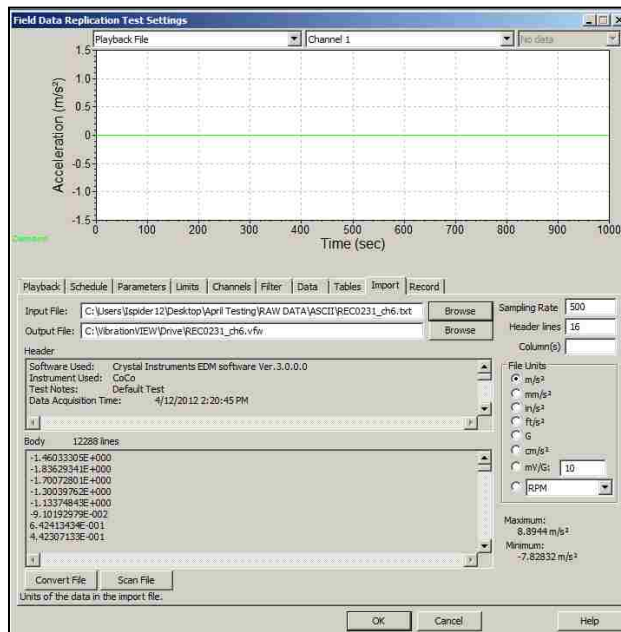 Field Data Replication Test Settings
Playback File
Channel 1
No data
1.5
1.0
0.5
0
-0.5
-1.0
-1.5
Acceleration (m/s²)
0 100 200 300 400 500 600 700 800 900 1000
Time (sec)
Demand
Playback Schedule Parameters Limits Channels Filter Data Tables Import Record
Input File: C:\Users\Ispider12\Desktop\April Testing\RAW DATA\ASCII\REC0231_ch6.txt Browse
Output File: C:\VibrationVIEW\Drive\REC0231_ch6.vfw Browse
Header
Software Used: Crystal Instruments EDM software Ver.3.0.0.0
Instrument Used: CoCo
Test Notes: Default Test
Data Acquisition Time: 4/12/2012 2:20:45 PM
Body 12288 lines
-1.46033305E+000
-1.83629341E+000
-1.70072801E+000
-1.30039762E+000
-1.13374843E+000
-9.10192979E-002
6.42413434E-001
4.42307133E-001
Convert File Scan File
Units of the data in the import file.
Sampling Rate 500
Header lines 16
Column(s)
File Units
m/s²
mm/s²
in/s²
ft/s²
G
cm/s²
mV/G: 10
RPM
Maximum:
8.8944 m/s²
Minimum:
-7.82832 m/s²
OK Cancel Help